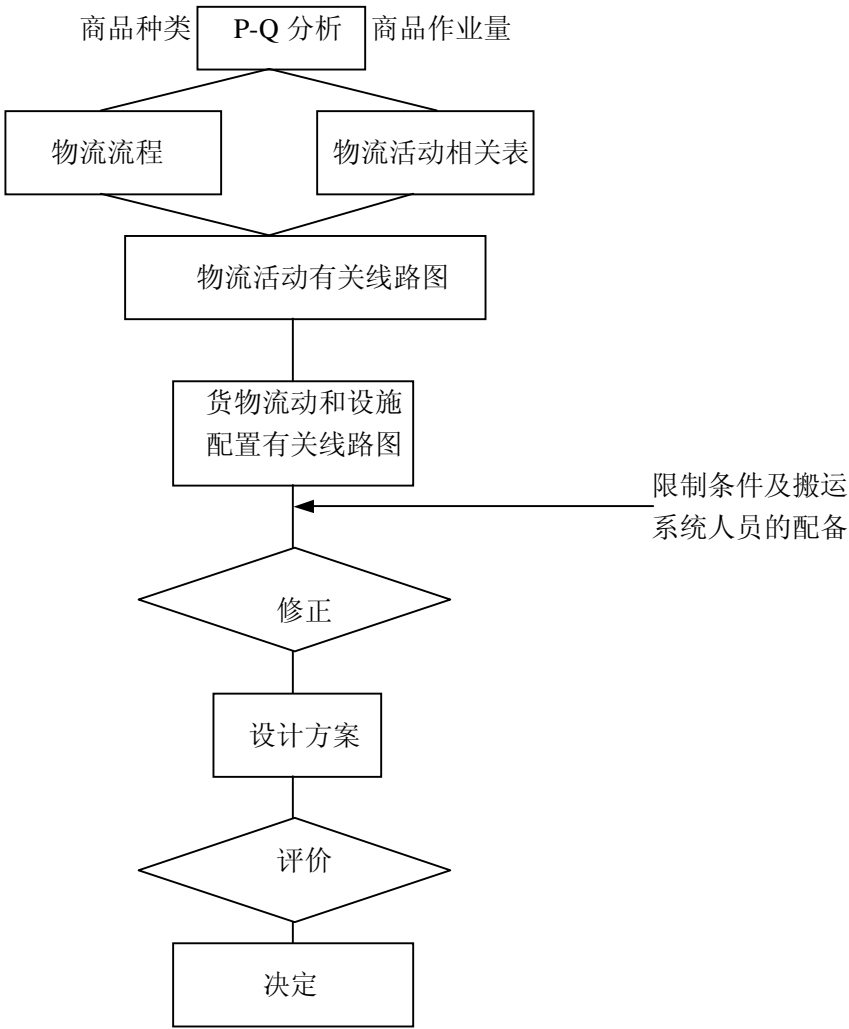 商品种类 P-Q 分析 商品作业量
物流流程 物流活动相关表
物流活动有关线路图
货物流动和设施
配置有关线路图
限制条件及搬运
系统人员的配备
修正
设计方案
评价
决定